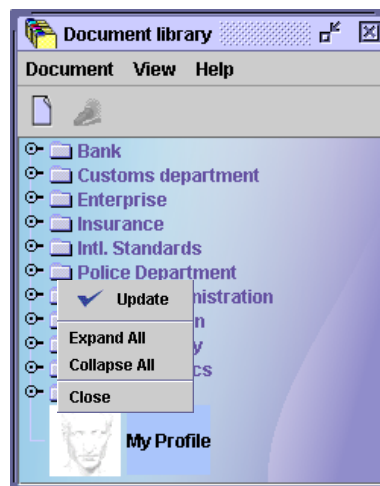 Document library
Document View Help
Bank
Customs department
Enterprise
Insurance
Intl. Standards
Police Department
Update
Expand All
Collapse All
Close
My Profile